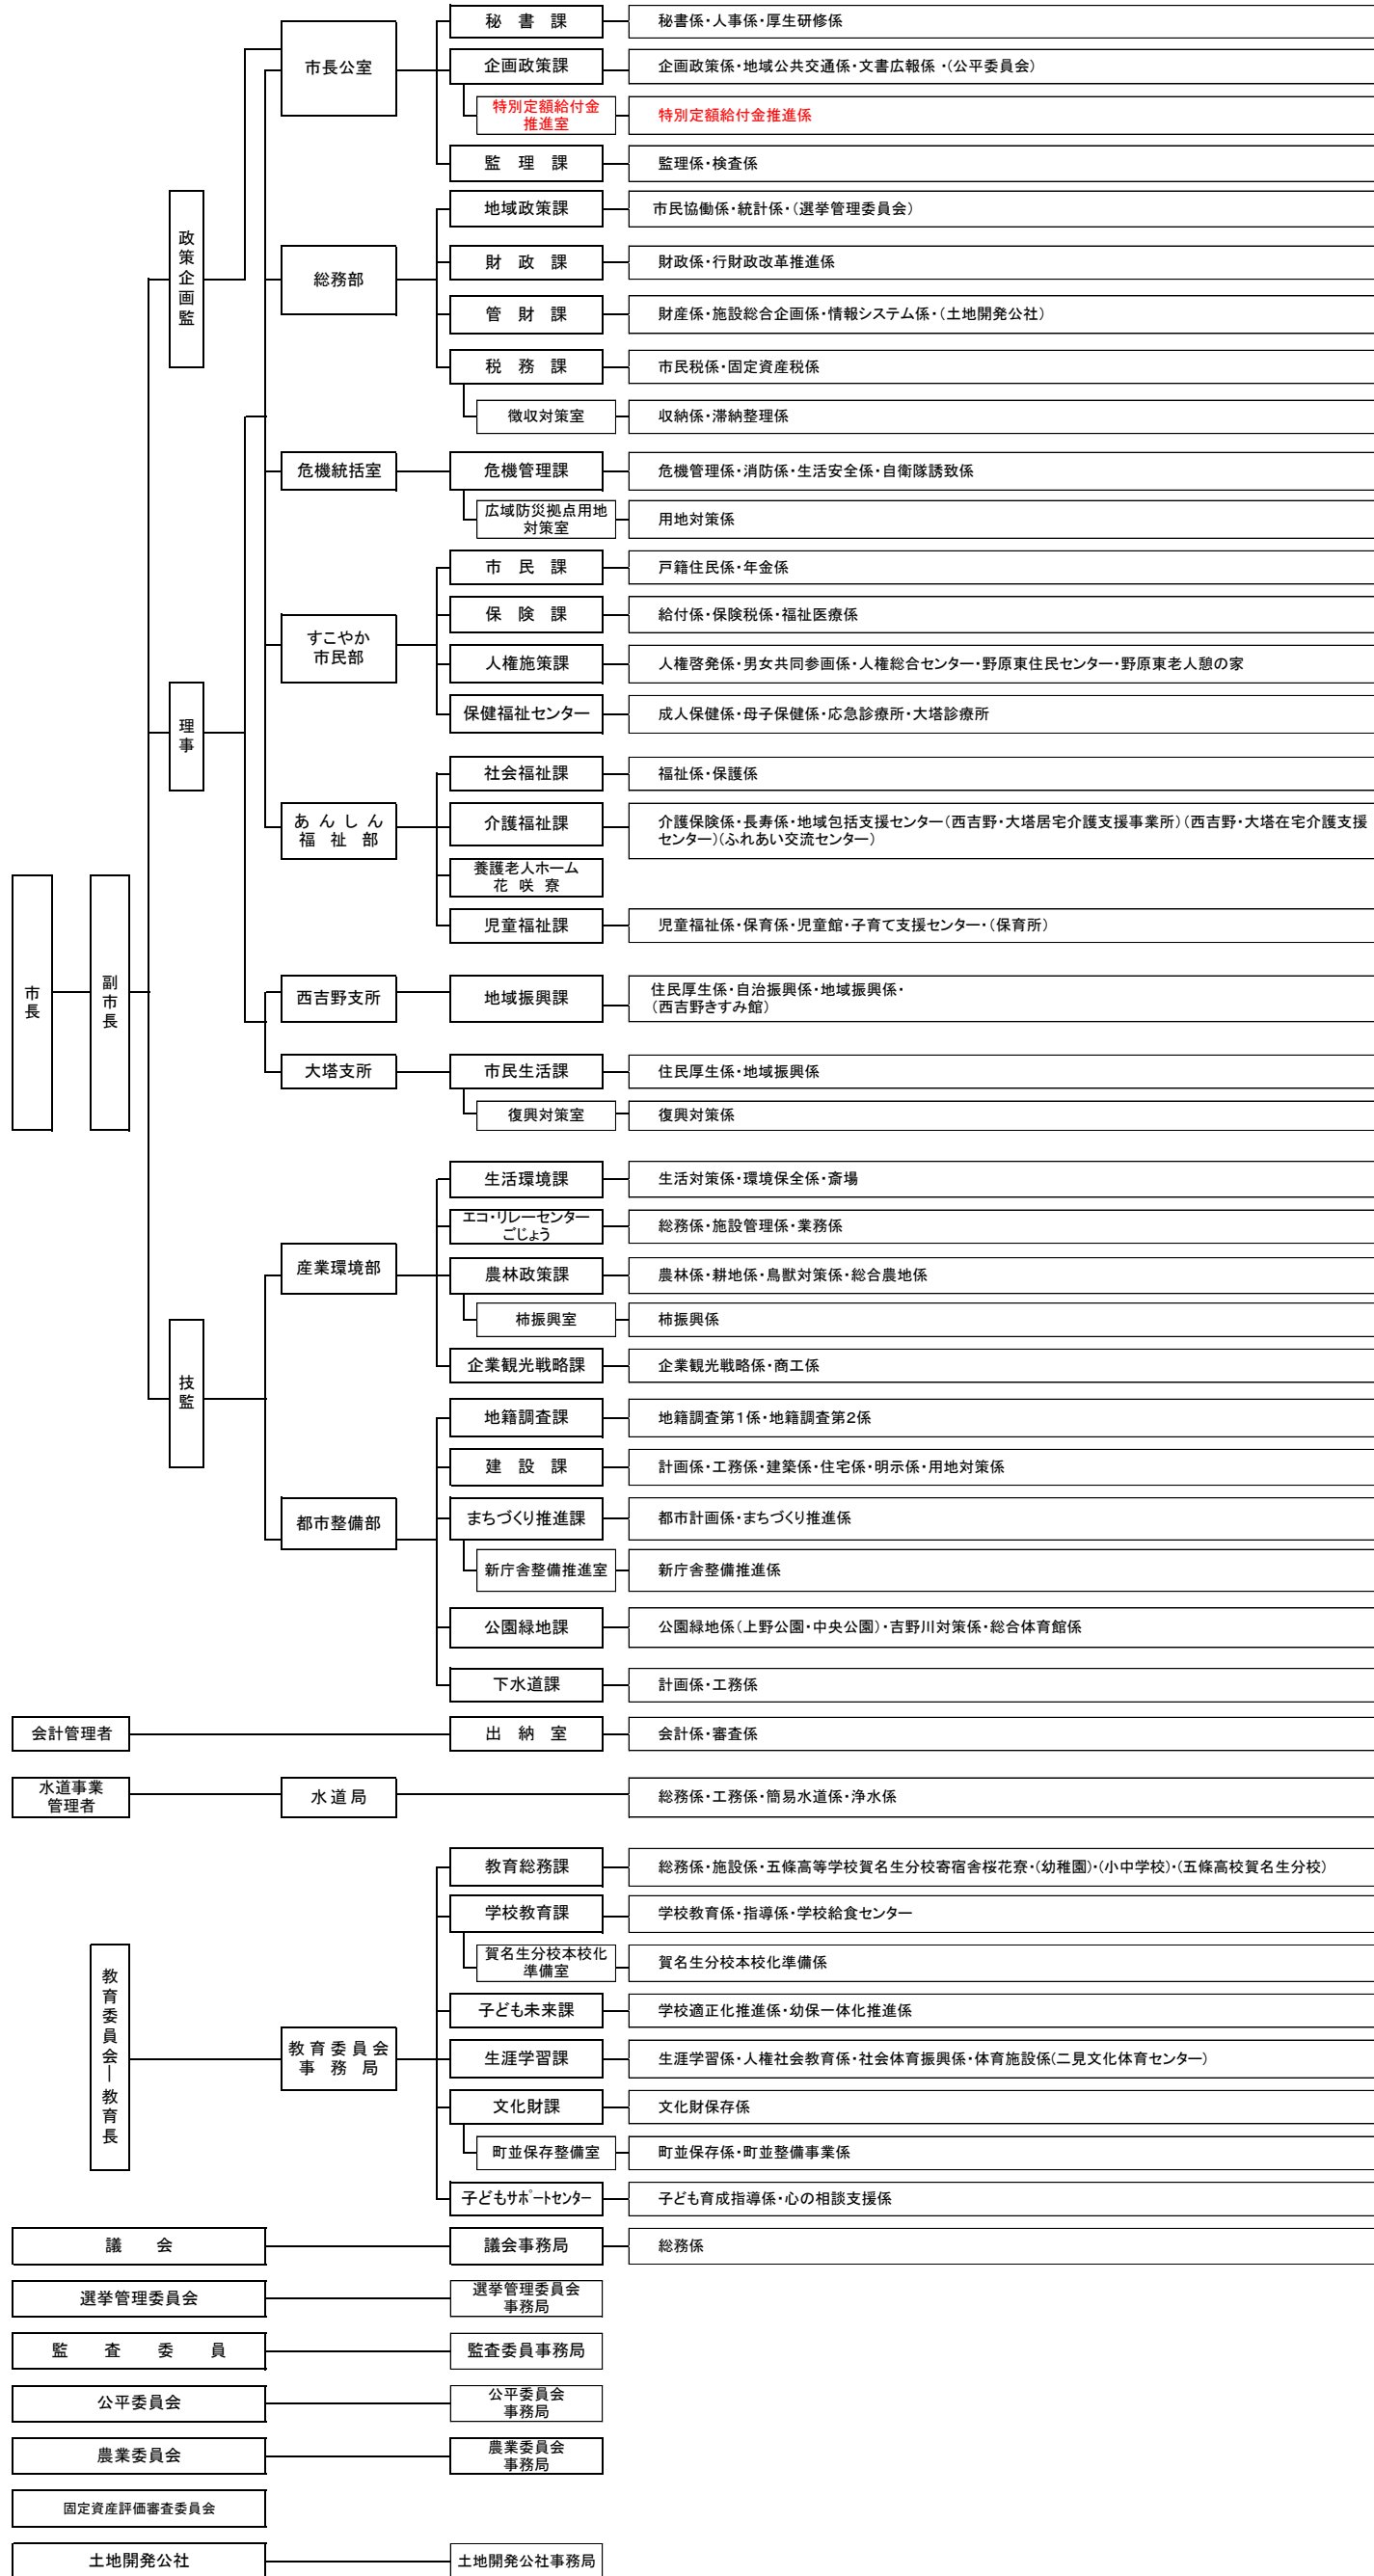 秘書課
秘書係・人事係・厚生研修係
市長公室
企画政策課
企画政策係・地域公共交通係・文書広報係・(公平委員会)
特別定額給付金
推進室
特別定額給付金推進係
監理課
監理係・検査係
政策企画監
地域政策課
市民協働係・統計係・(選挙管理委員会)
総務部
財政課
財政係・行財政改革推進係
管財課
財産係・施設総合企画係・情報システム係・(土地開発公社)
税務課
市民税係・固定資産税係
徴収対策室
収納係・滞納整理係
危機統括室
危機管理課
危機管理係・消防係・生活安全係・自衛隊誘致係
広域防災拠点用地
対策室
用地対策係
市民課
戸籍住民係・年金係
保険課
給付係・保険税係・福祉医療係
すこやか
市民部
人権施策課
人権啓発係・男女共同参画係・人権総合センター・野原東住民センター・野原東老人憩の家
理事
保健福祉センター
成人保健係・母子保健係・応急診療所・大塔診療所
社会福祉課
福祉係・保護係
あんしん
福祉部
介護福祉課
介護保険係・長寿係・地域包括支援センター(西吉野・大塔居宅介護支援事業所)(西吉野・大塔在宅介護支援
センター)(ふれあい交流センター)
養護老人ホーム
花咲寮
児童福祉課
児童福祉係・保育係・児童館・子育て支援センター・(保育所)
市長
副市長
西吉野支所
地域振興課
住民厚生係・自治振興係・地域振興係・
(西吉野きすみ館)
大塔支所
市民生活課
住民厚生係・地域振興係
復興対策室
復興対策係
生活環境課
生活対策係・環境保全係・斎場
エコ・リレーセンター
ごじょう
総務係・施設管理係・業務係
産業環境部
農林政策課
農林係・耕地係・鳥獣対策係・総合農地係
柿振興室
柿振興係
企業観光戦略課
企業観光戦略係・商工係
技監
地籍調査課
地籍調査第1係・地籍調査第2係
建設課
計画係・工務係・建築係・住宅係・明示係・用地対策係
都市整備部
まちづくり推進課
都市計画係・まちづくり推進係
新庁舎整備推進室
新庁舎整備推進係
公園緑地課
公園緑地係(上野公園・中央公園)・吉野川対策係・総合体育館係
下水道課
計画係・工務係
会計管理者
出納室
会計係・審査係
水道事業
管理者
水道局
総務係・工務係・簡易水道係・浄水係
教育総務課
総務係・施設係・五條高等学校賀名生分校寄宿舎桜花寮・(幼稚園)・(小中学校)・(五條高校賀名生分校)
学校教育課
学校教育係・指導係・学校給食センター
賀名生分校本校化
準備室
賀名生分校本校化準備係
教育委員会ー教育長
教育委員会
事務局
子ども未来課
学校適正化推進係・幼保一体化推進係
生涯学習課
生涯学習係・人権社会教育係・社会体育振興係・体育施設係(二見文化体育センター)
文化財課
文化財保存係
町並保存整備室
町並保存係・町並整備事業係
子どもサポートセンター
子ども育成指導係・心の相談支援係
議会
議会事務局
総務係
選挙管理委員会
選挙管理委員会
事務局
監査委員
監査委員事務局
公平委員会
公平委員会
事務局
農業委員会
農業委員会
事務局
固定資産評価審査委員会
土地開発公社
土地開発公社事務局